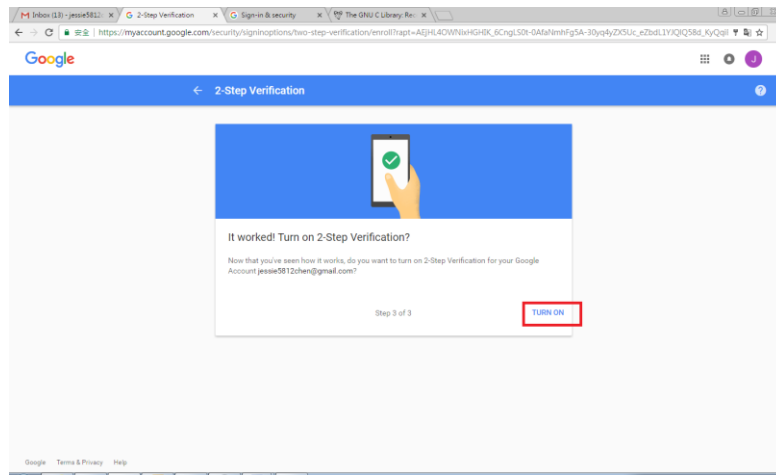 Inbox (13) - jessie5812
2-Step Verification
Sign-in & security
The GNU C Library: Re
安全 | https://myaccount.google.com/security/signinoptions/two-step-verification/enroll?rapt=
Google
J
2-Step Verification
It worked! Turn on 2-Step Verification?
Now that you've seen how it works, do you want to turn on 2-Step Verification for your Google
Account jessie5812chen@gmail.com?
Step 3 of 3
TURN ON
Google Terms & Privacy Help